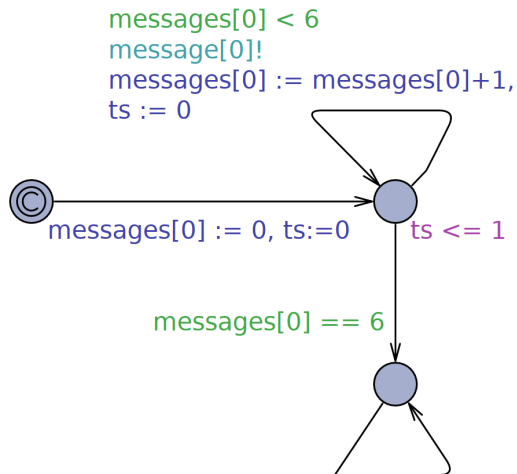 messages[0] < 6
message[0]!
messages[0] := messages[0]+1,
ts := 0
C
messages[0] := 0, ts:=0
ts <= 1
messages[0] == 6